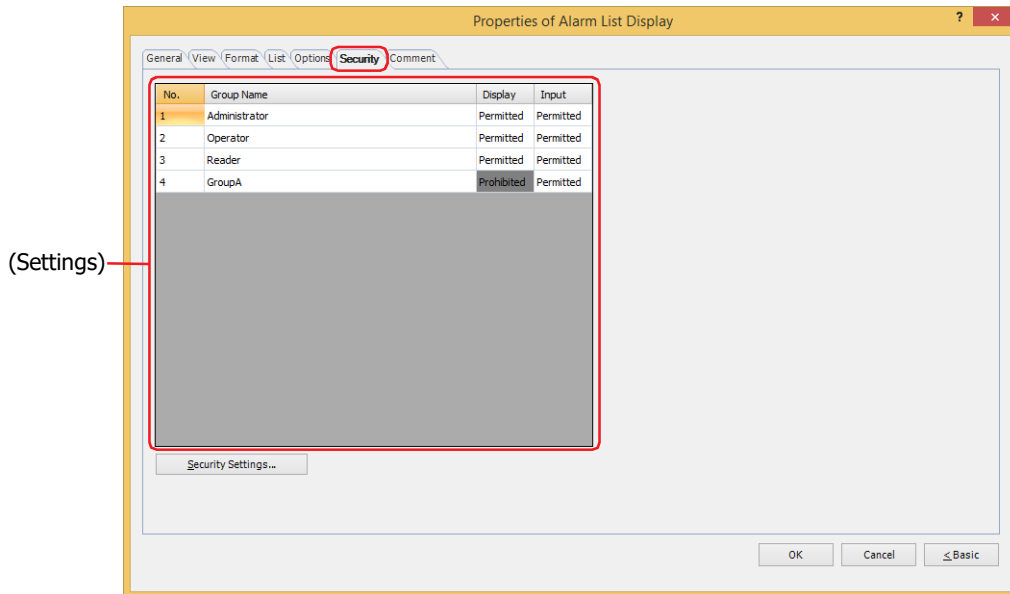 Properties of Alarm List Display ? ×
General View Format List Options Security Comment
No. Group Name Display Input
1 Administrator Permitted Permitted
2 Operator Permitted Permitted
3 Reader Permitted Permitted
4 GroupA Prohibited Permitted
(Settings)
Security Settings...
OK Cancel < Basic